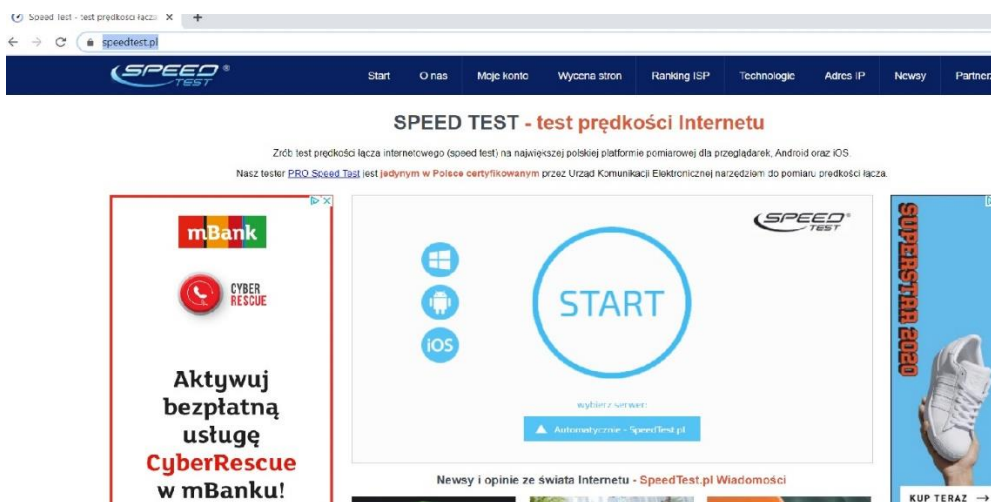 Speed Test - test prędkości łącza
speedtest.pl
SPEED ®
TEST
Start O nas Moje konto Wycena stron Ranking ISP Technologie Adres IP Newsy Partnerz
SPEED TEST - test prędkości Internetu
Zrób test prędkości łącza internetowego (speed test) na największej polskiej platformie pomiarowej dla przeglądarek, Android oraz iOS.
Nasz tester PRO Speed Test jest jedynym w Polsce certyfikowanym przez Urząd Komunikacji Elektronicznej narzędziem do pomiaru prędkości łącza.
mBank
CYBER
RESCUE
Aktywuj
bezpłatną
usługę
CyberRescue
w mBanku!
SPEED ®
TEST
iOS
START
wybierz serwer:
Automatycznie - SpeedTest.pl
Newsy i opinie ze świata Internetu - SpeedTest.pl Wiadomości
SUPERSTAR 2020
KUP TERAZ →